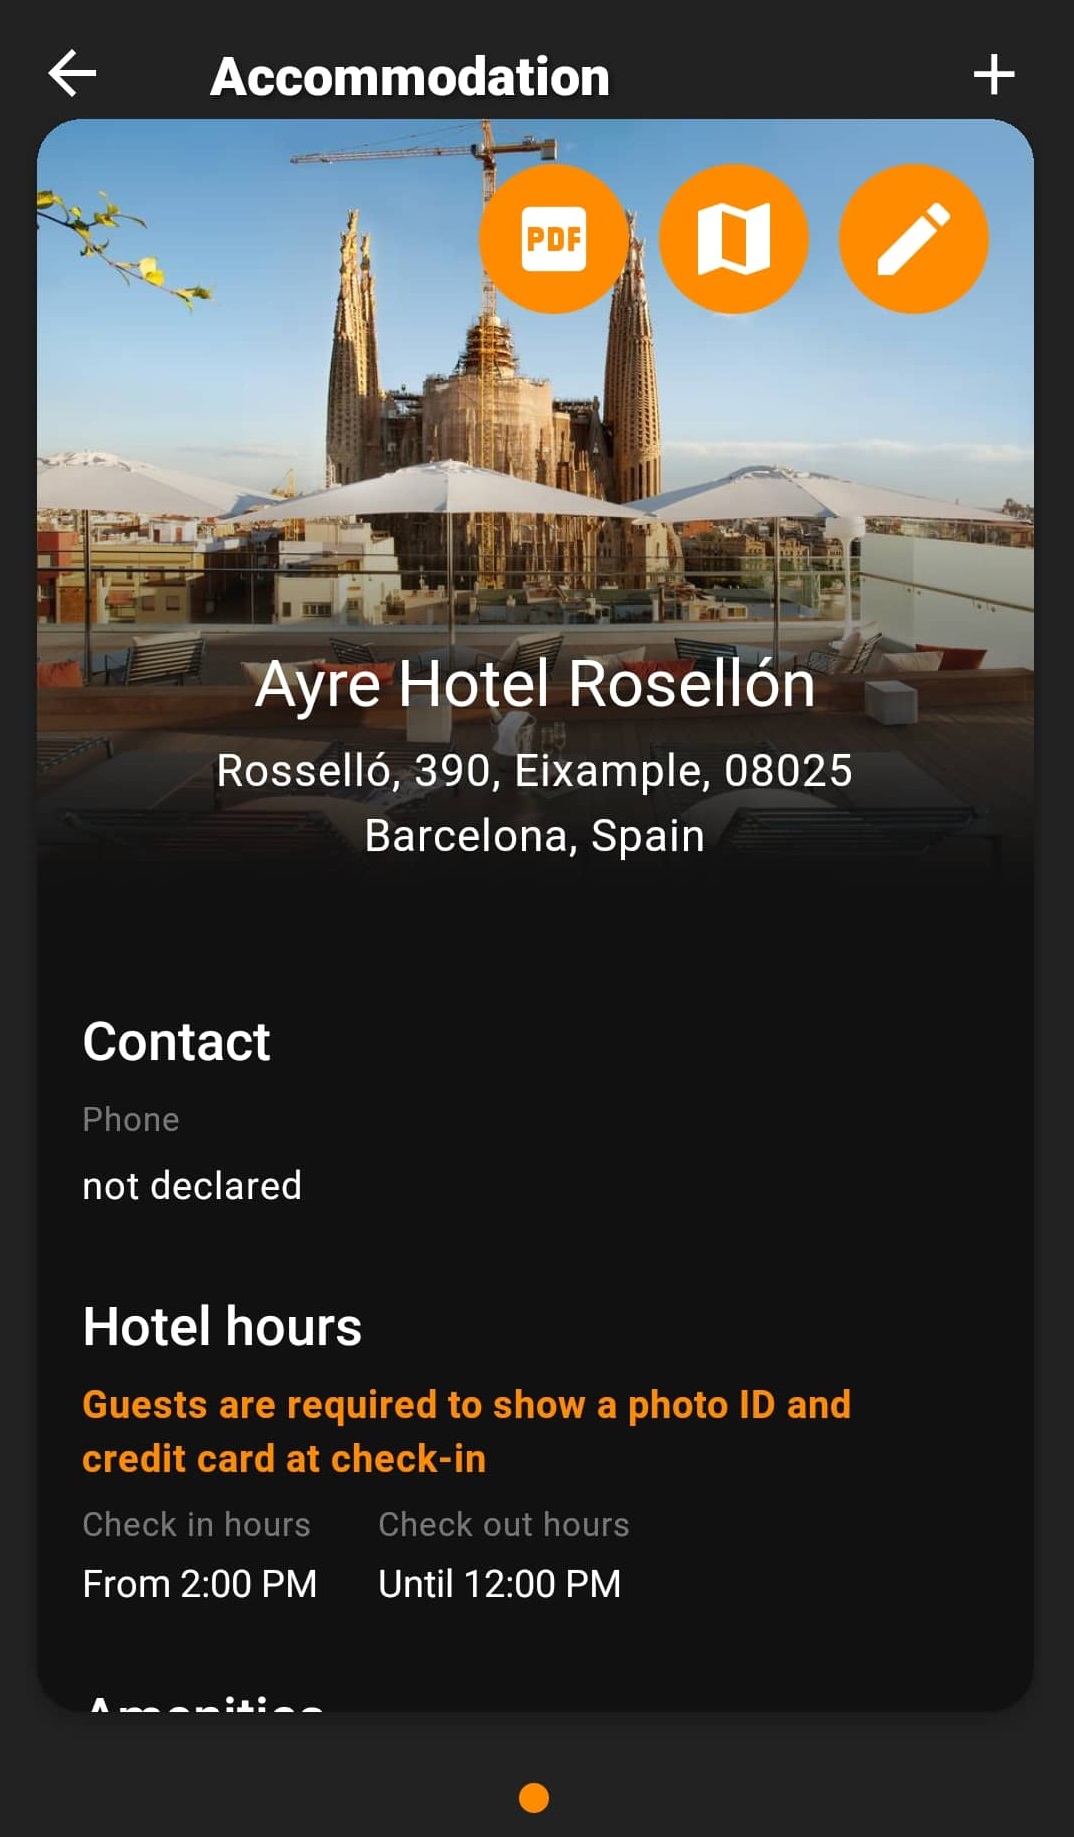 Accommodation
PDF
Ayre Hotel Rosellón
Rosselló, 390, Eixample, 08025
Barcelona, Spain
Contact
Phone
not declared
Hotel hours
Guests are required to show a photo ID and
credit card at check-in
Check in hours Check out hours
From 2:00 PM Until 12:00 PM
Amenities